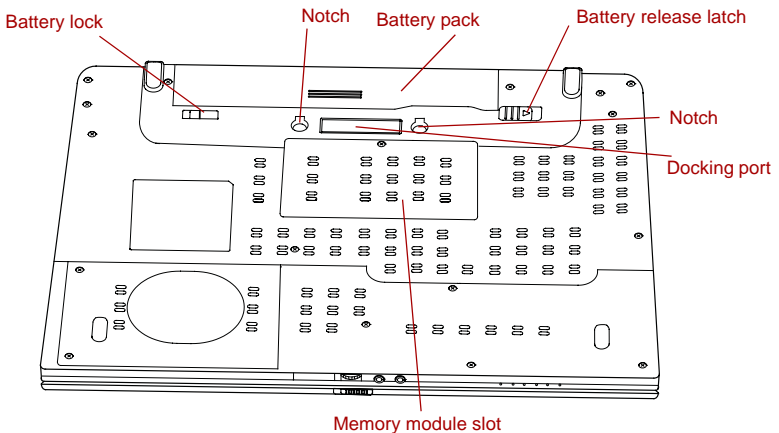 Battery lock
Notch
Battery pack
Battery release latch
Notch
Docking port
Memory module slot